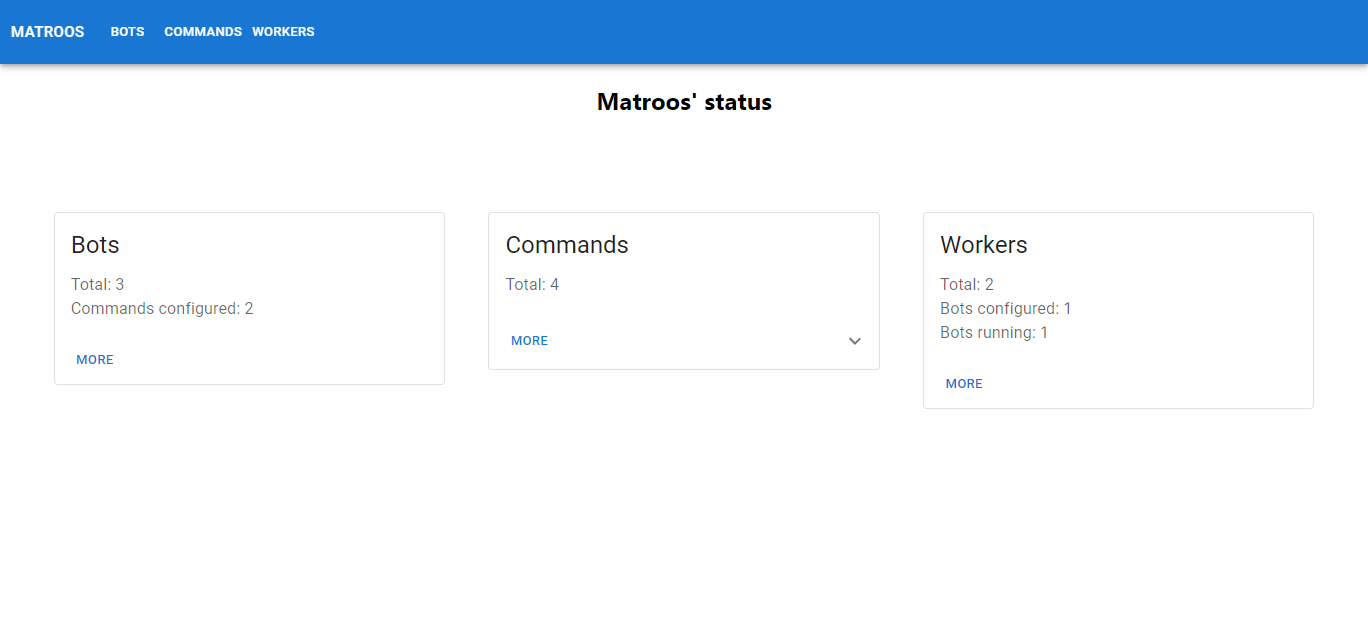 MATROOS BOTS COMMANDS WORKERS
Matroos' status
Bots
Total: 3
Commands configured: 2
MORE
Commands
Total: 4
MORE
Workers
Total: 2
Bots configured: 1
Bots running: 1
MORE